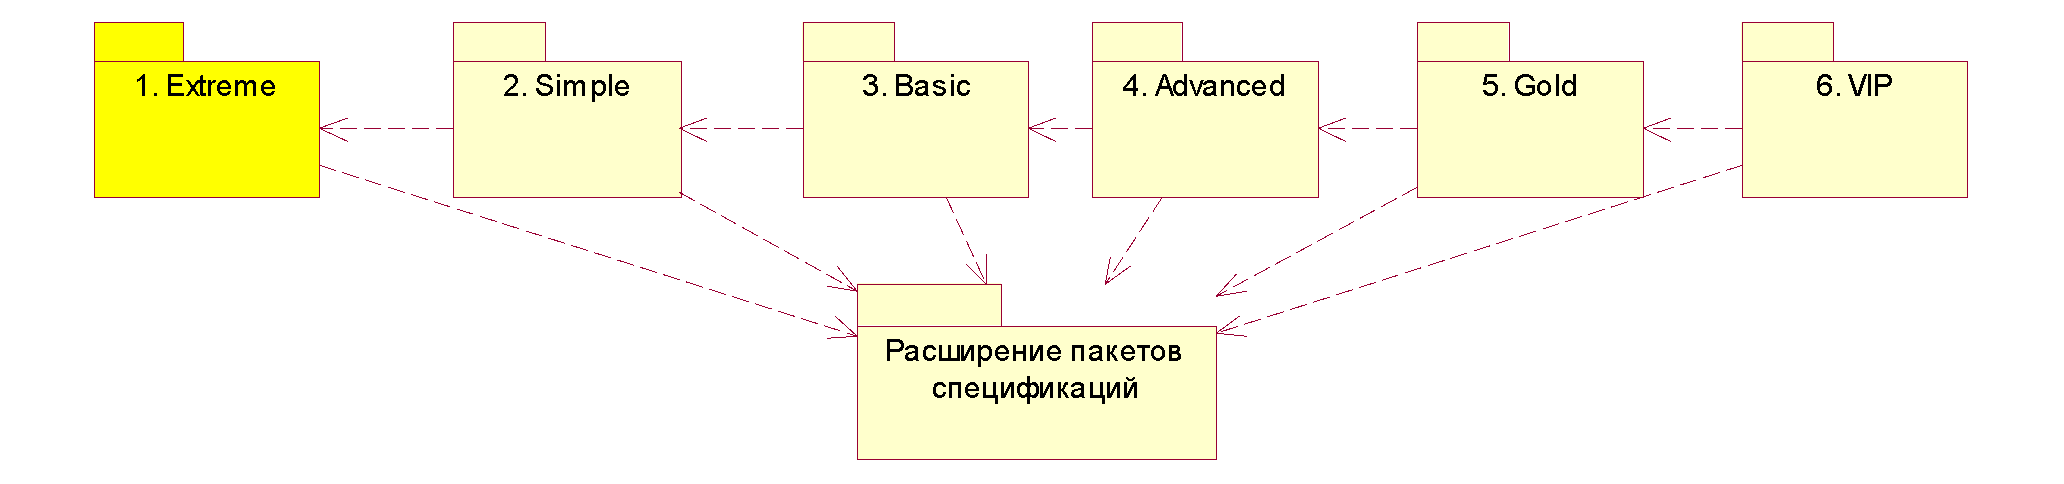 1. Extreme
2. Simple
3. Basic
4. Advanced
5. Gold
6. VIP
Расширение пакетов
спецификаций